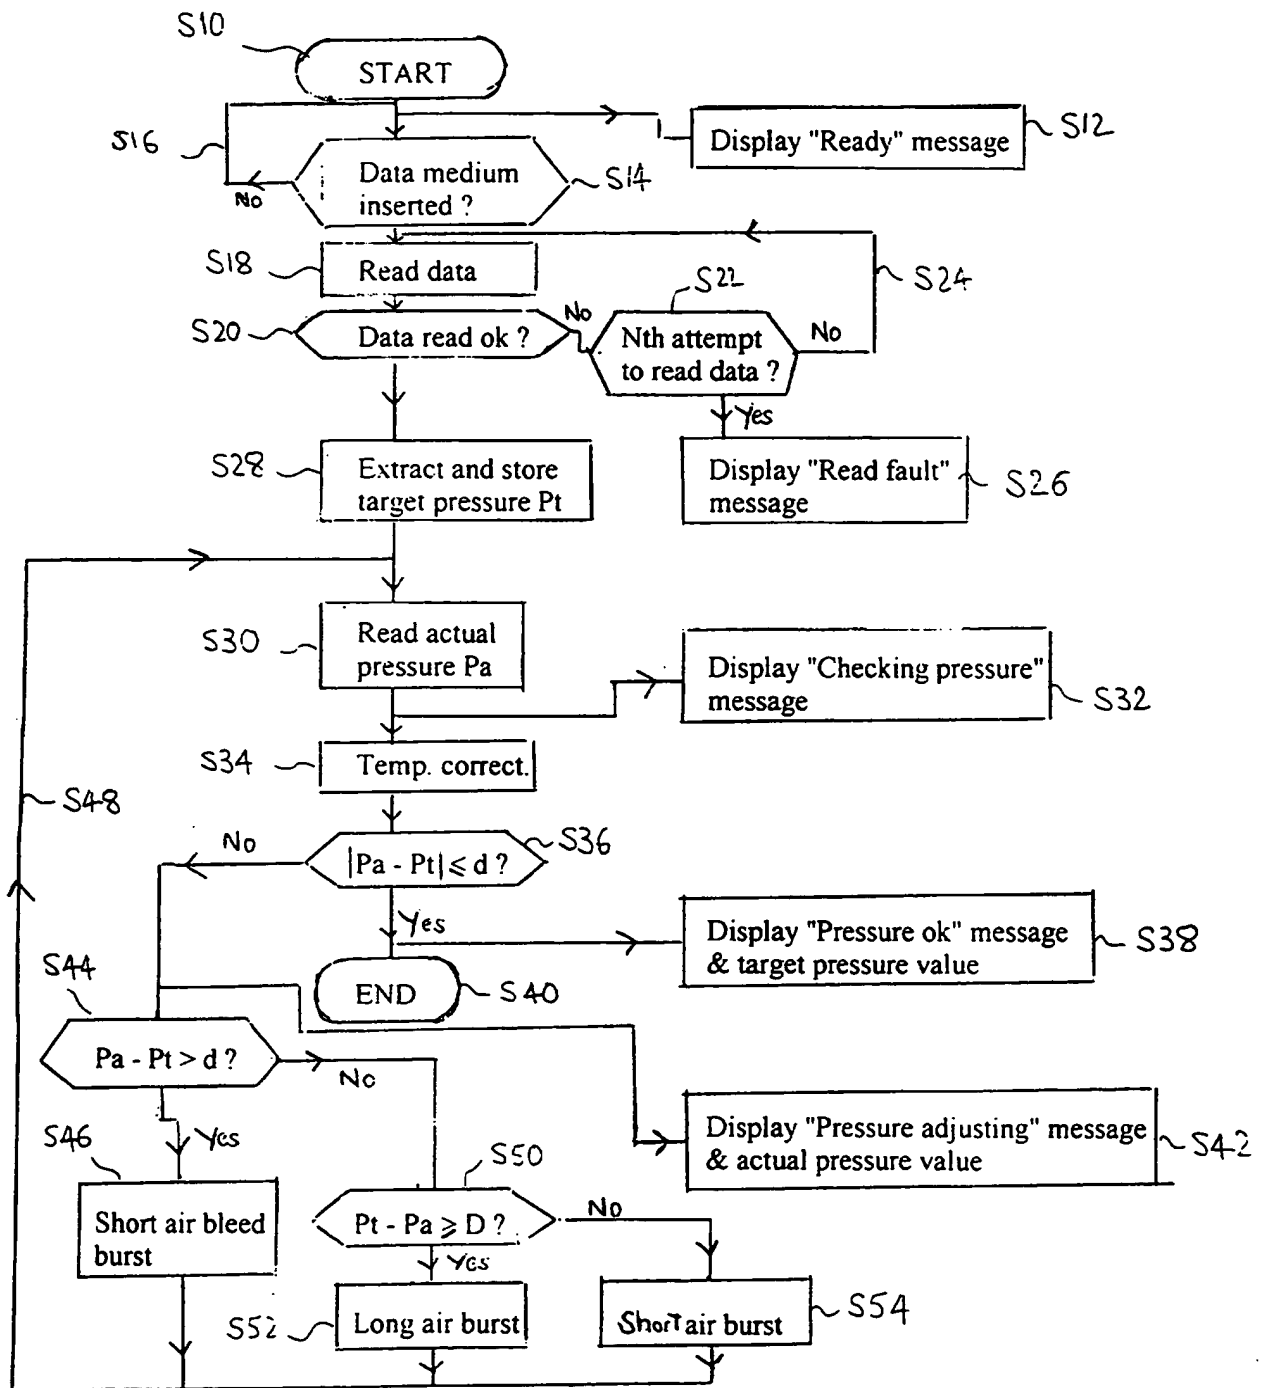 S10
START
S16
Display "Ready" message
S12
Data medium
inserted ?
S14
No
S18
Read data
S22
S24
S20
Data read ok ?
No
Nth attempt
to read data ?
No
Yes
S28
Extract and store
target pressure Pt
Display "Read fault"
message
S26
S30
Read actual
pressure Pa
Display "Checking pressure"
message
S32
S34
Temp. correct.
S48
No
|Pa - Pt| ≤ d ?
S36
Yes
Display "Pressure ok" message
& target pressure value
S38
S44
END
S40
Pa - Pt > d ?
No
Display "Pressure adjusting" message
& actual pressure value
S42
S46
Yes
S50
Short air bleed
burst
Pt - Pa ≥ D ?
No
Yes
S52
Long air burst
Short air burst
S54